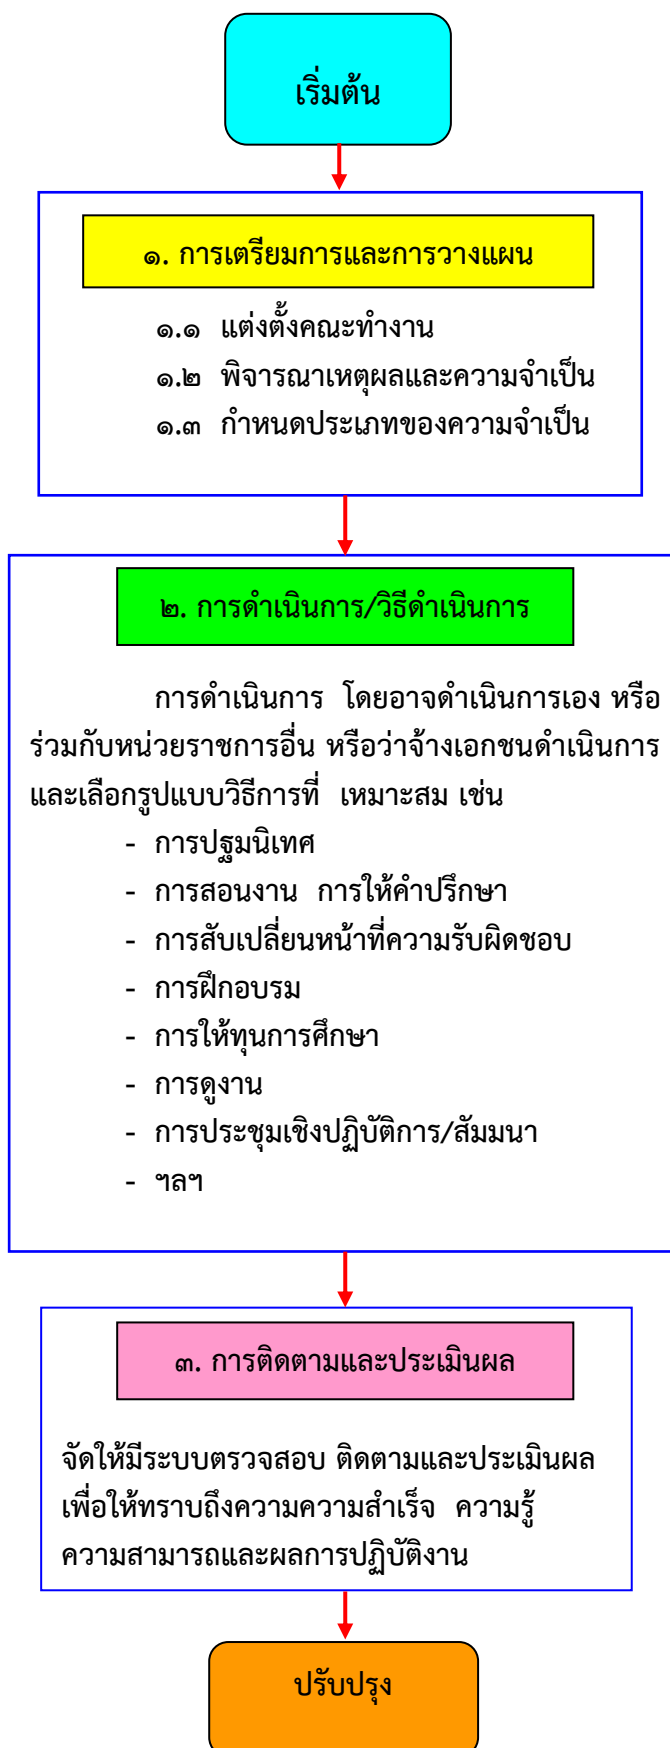 เริ่มต้น
๑. การเตรียมการและการวางแผน
๑.๑ แต่งตั้งคณะทำงาน
๑.๒ พิจารณาเหตุผลและความจำเป็น
๑.๓ กำหนดประเภทของความจำเป็น
๒. การดำเนินการ/วิธีดำเนินการ
การดำเนินการ โดยอาจดำเนินการเอง หรือ
ร่วมกับหน่วยราชการอื่น หรือว่าจ้างเอกชนดำเนินการ
และเลือกรูปแบบวิธีการที่ เหมาะสม เช่น
- การปฐมนิเทศ
- การสอนงาน การให้คำปรึกษา
- การสับเปลี่ยนหน้าที่ความรับผิดชอบ
- การฝึกอบรม
- การให้ทุนการศึกษา
- การดูงาน
- การประชุมเชิงปฏิบัติการ/สัมมนา
- ฯลฯ
๓. การติดตามและประเมินผล
จัดให้มีระบบตรวจสอบ ติดตามและประเมินผล
เพื่อให้ทราบถึงความความสำเร็จ ความรู้
ความสามารถและผลการปฏิบัติงาน
ปรับปรุง